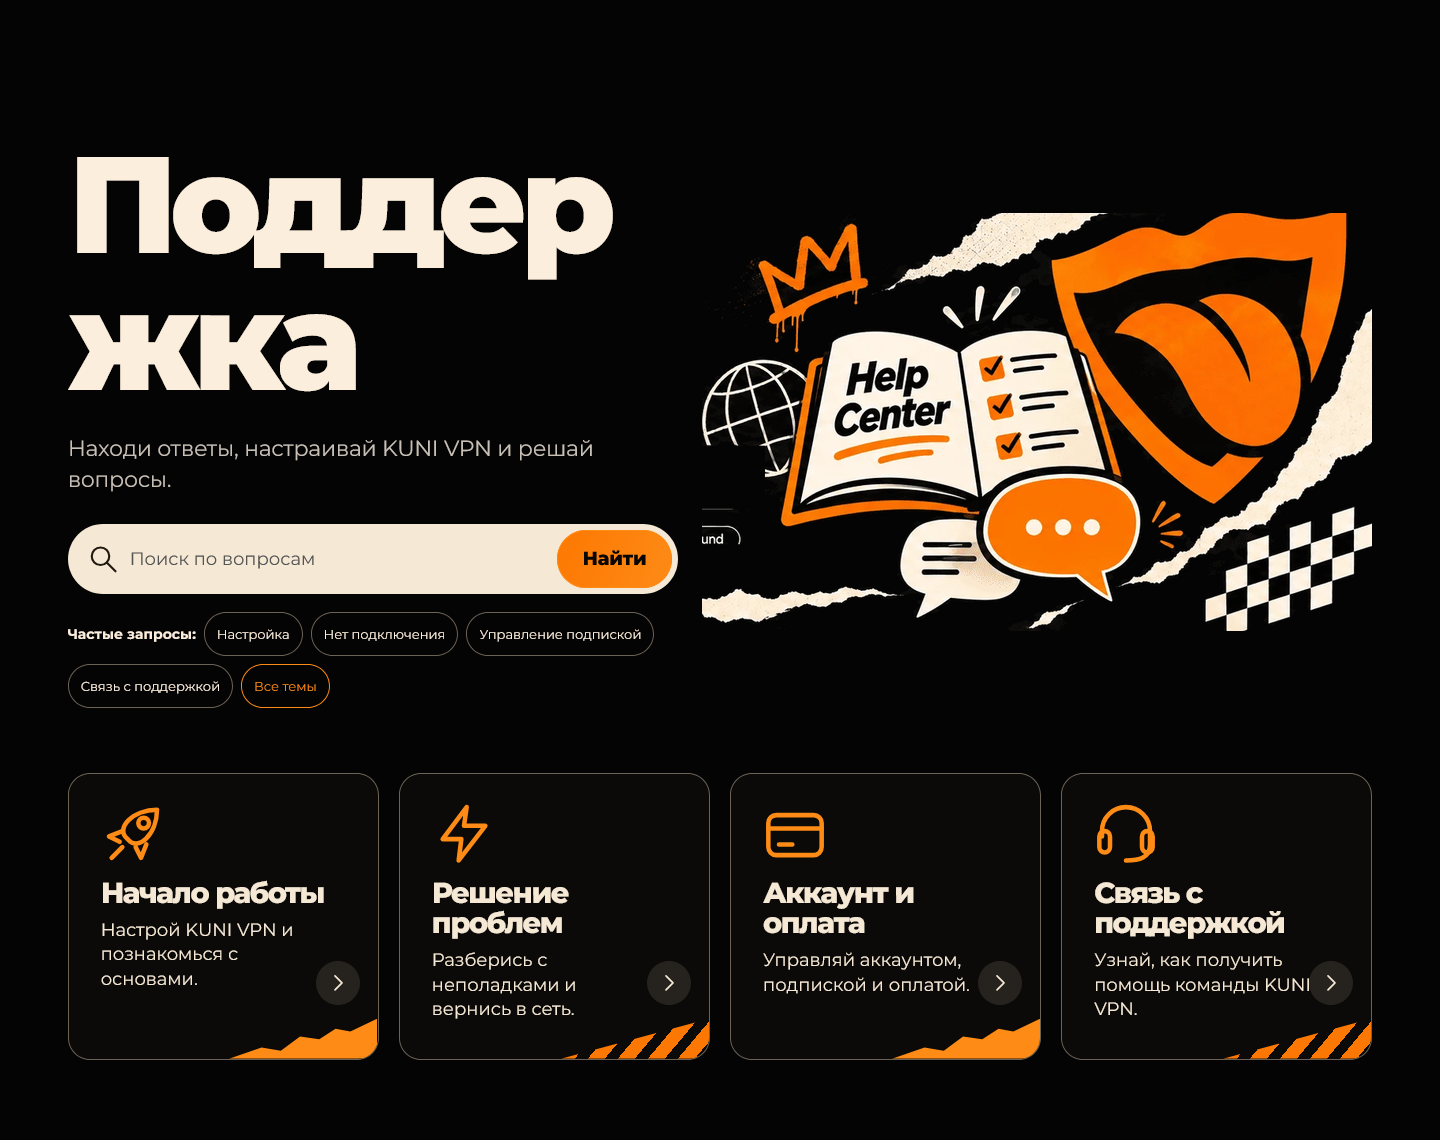 Поддер
жка
Находи ответы, настраивай KUNI VPN и решай
вопросы.
Поиск по вопросам
Найти
Частые запросы:
Настройка
Нет подключения
Управление подпиской
Связь с поддержкой
Все темы
Help
Center
und
Начало работы
Настрой KUNI VPN и
познакомься с
основами.
Решение
проблем
Разберись с
неполадками и
вернись в сеть.
Аккаунт и
оплата
Управляй аккаунтом,
подпиской и оплатой.
Связь с
поддержкой
Узнай, как получить
помощь команды KUNI
VPN.